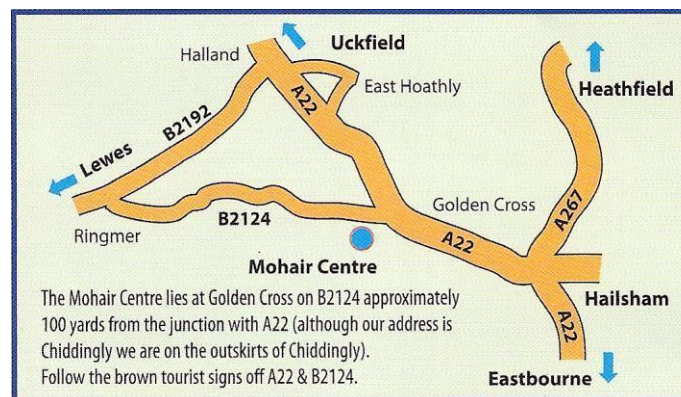 Uckfield
Halland
East Hoathly
A22
Heathfield
B2192
Lewes
A267
Golden Cross
B2124
Ringmer
A22
Mohair Centre
Hailsham
A22
Eastbourne
The Mohair Centre lies at Golden Cross on B2124 approximately
100 yards from the junction with A22 (although our address is
Chiddingly we are on the outskirts of Chiddingly).
Follow the brown tourist signs off A22 & B2124.